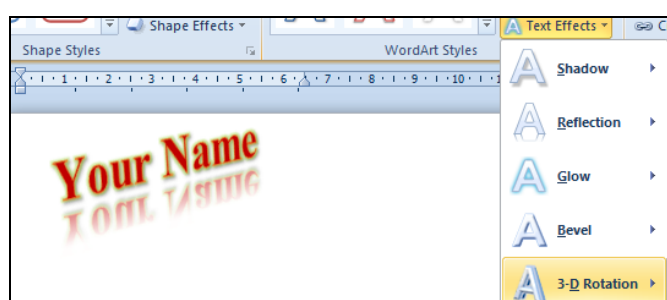 Shape Effects
Text Effects
Shape Styles
WordArt Styles
1 2 3 4 5 6 7 8 9 10
Shadow
Reflection
Your Name
Glow
Bevel
3-D Rotation